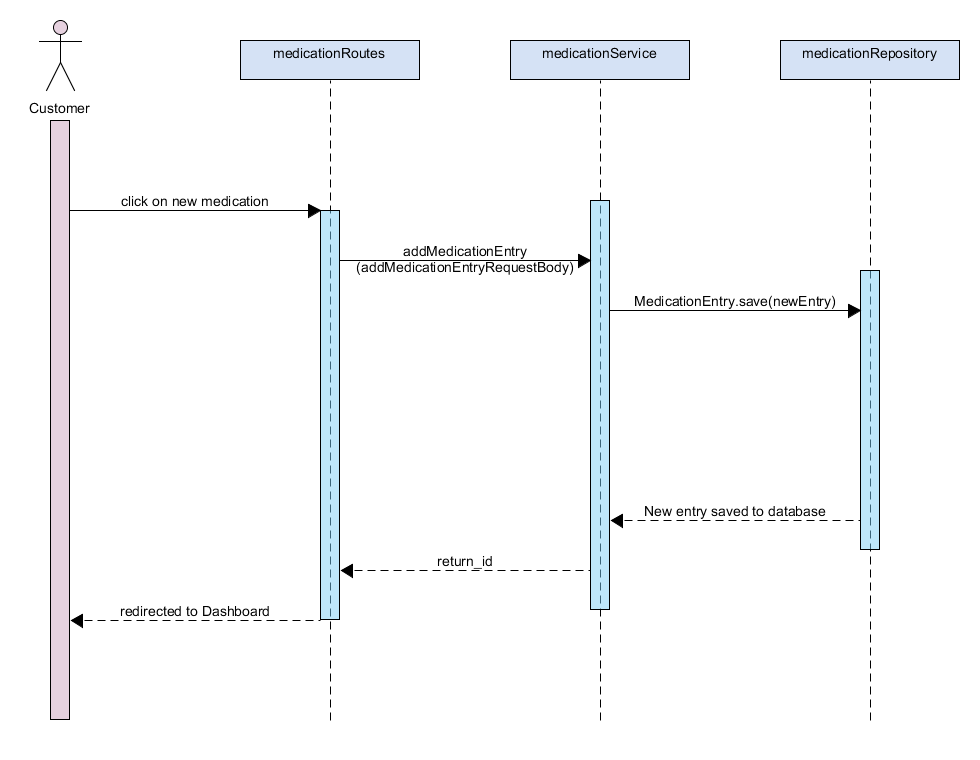 medicationRoutes
medicationService
medicationRepository
Customer
click on new medication
addMedicationEntry
(addMedicationEntryRequestBody)
MedicationEntry.save(newEntry)
New entry saved to database
return_id
redirected to Dashboard